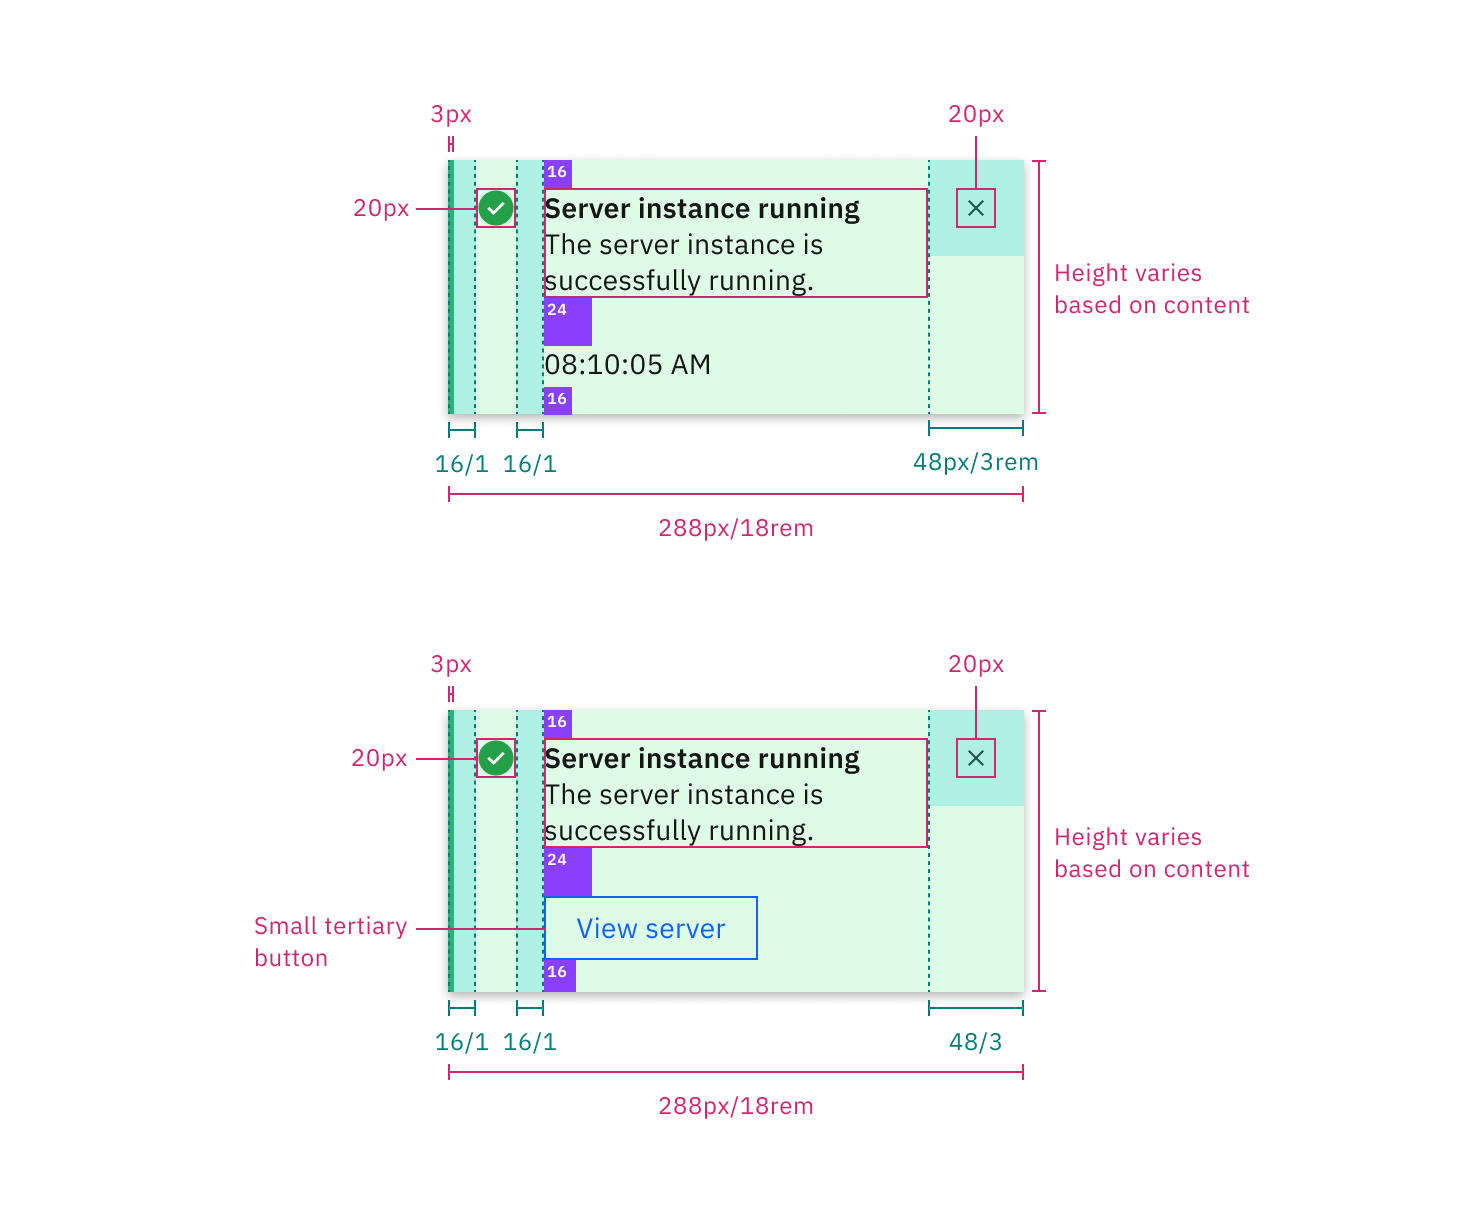 3px
20px
16
20px
Server instance running
The server instance is
successfully running.
Height varies
based on content
24
08:10:05 AM
16
16/1
16/1
48px/3rem
288px/18rem
3px
20px
16
20px
Server instance running
The server instance is
successfully running.
Height varies
based on content
24
Small tertiary
button
View server
16
16/1
16/1
48/3
288px/18rem